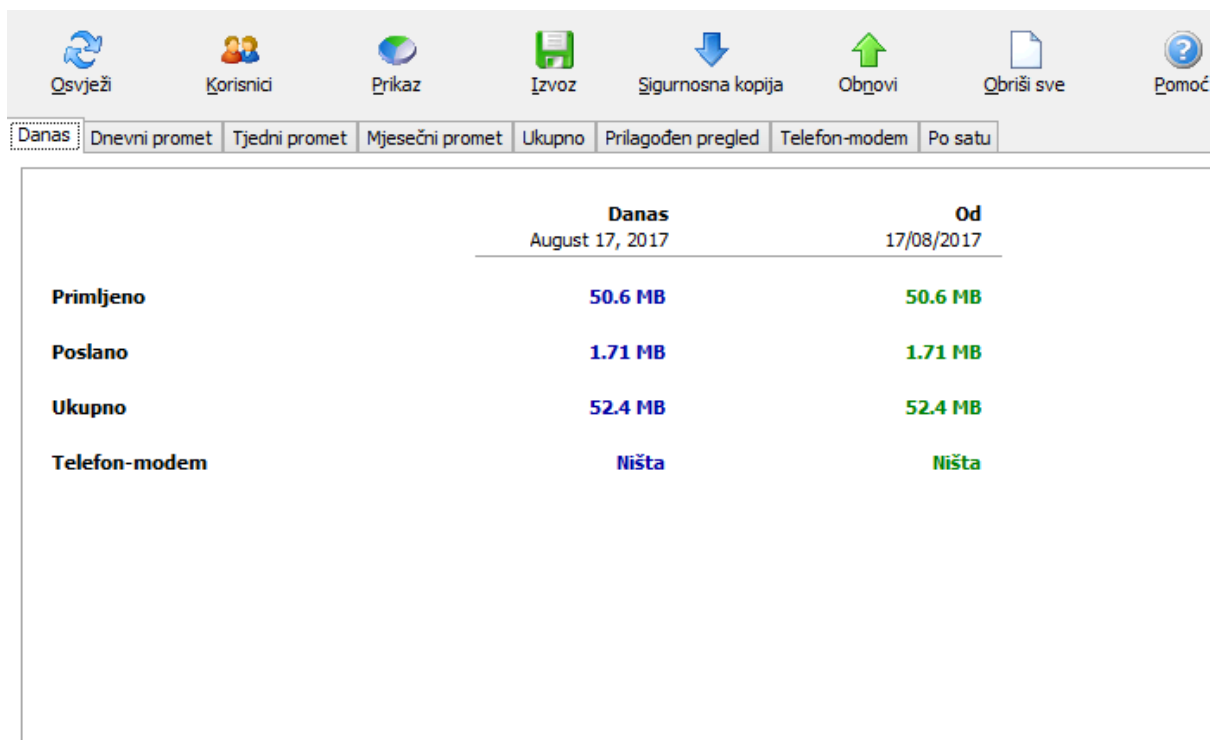 Osvježi Korisnici Prikaz Izvoz Sigurnosna kopija Obnovi Obriši sve Pomoć
Danas Dnevni promet Tjedni promet Mjesečni promet Ukupno Prilagođen pregled Telefon-modem Po satu
Danas Od
August 17, 2017 17/08/2017
Primljeno 50.6 MB 50.6 MB
Poslano 1.71 MB 1.71 MB
Ukupno 52.4 MB 52.4 MB
Telefon-modem Ništa Ništa